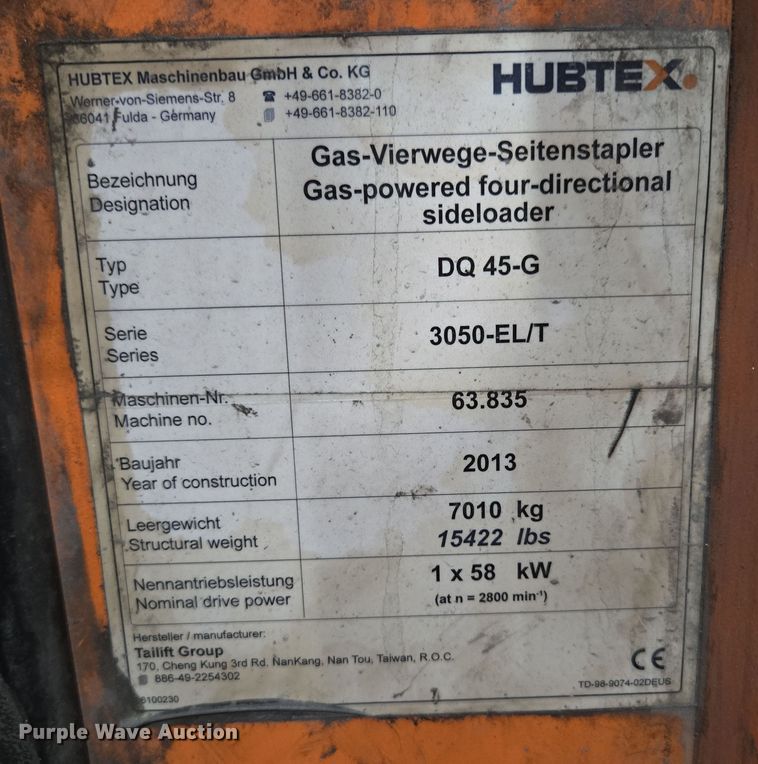 HUBTEX Maschinenbau GmbH & Co. KG
HUBTEX
Werner-von-Siemens-Str. 8 +49-661-8382-0
36041 Fulda - Germany +49-661-8382-110
Bezeichnung
Designation
Gas-Vierwege-Seitenstapler
Gas-powered four-directional
sideloader
Typ
Type
DQ 45-G
Serie
Series
3050-EL/T
Maschinen-Nr.
Machine no.
63.835
Baujahr
Year of construction
2013
Leergewicht
Structural weight
7010 kg
15422 lbs
Nennantriebsleistung
Nominal drive power
1 x 58 kW
(at n = 2800 min⁻¹)
Hersteller / manufacturer:
Tailift Group
170, Cheng Kung 3rd Rd. NanKang, Nan Tou, Taiwan, R.O.C.
886-49-2254302
CE
TD-98-9074-02DEUS
6100230
Purple Wave Auction